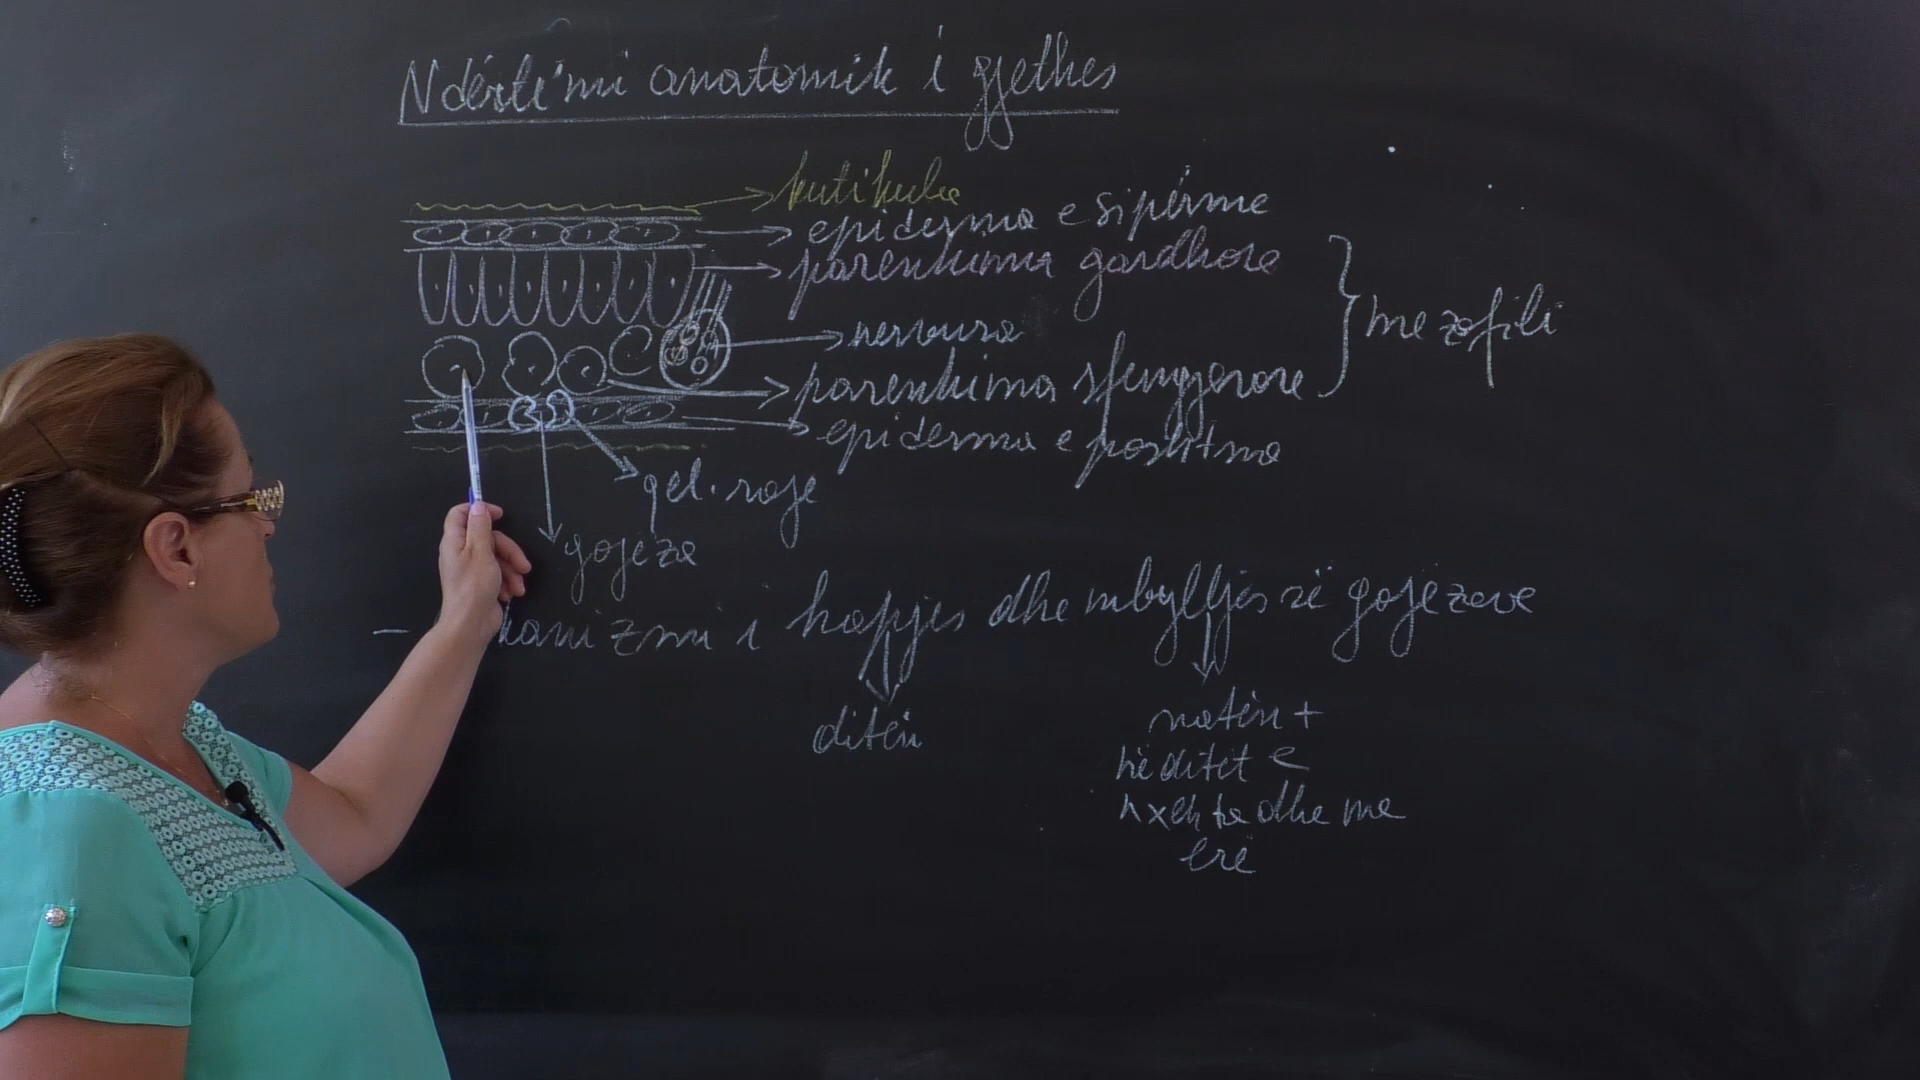 Ndërtimi anatomik i gjethes
kutikula
epiderma e sipërme
parenkima gardhore
mezofili
nervura
parenkima sfungjerore
epiderma e poshtme
qel. roje
gojëza
- kanizmi i hapjes dhe mbylljes së gojëzave
ditën
natën +
në ditët e
nxehta dhe me
erë